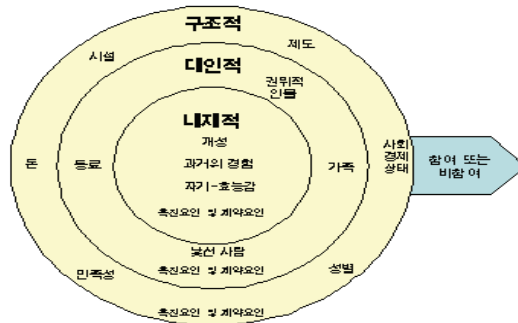 구조적
시설
제도
대인적
권위적
인물
내재적
개성
과거의 경험
자기-효능감
촉진요인 및 제약요인
돈
동료
가족
사회
경제
상태
참여 또는
비참여
낯선 사람
촉진요인 및 제약요인
민족성
성별
촉진요인 및 제약요인